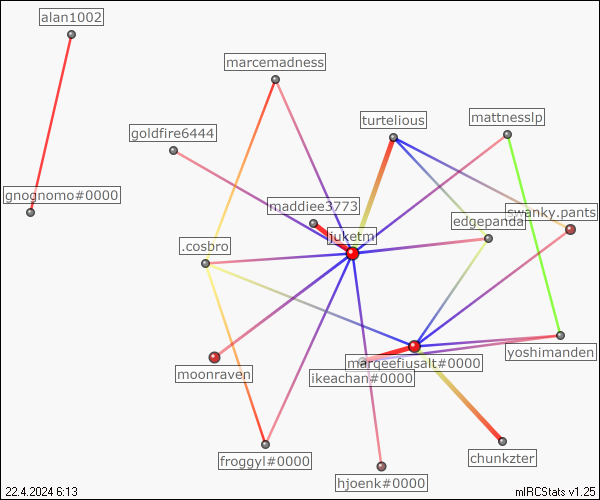 alan1002
marcemadness
turtelious
mattnesslp
goldfire6444
gnognomo#0000
maddiee3773
swanky.pants
edgepanda
juketm
.cosbro
yoshimanden
marqeefiusalt#0000
moonraven
ikeachan#0000
chunkzter
froggyl#0000
hjoenk#0000
22.4.2024 6:13
mIRCStats v1.25